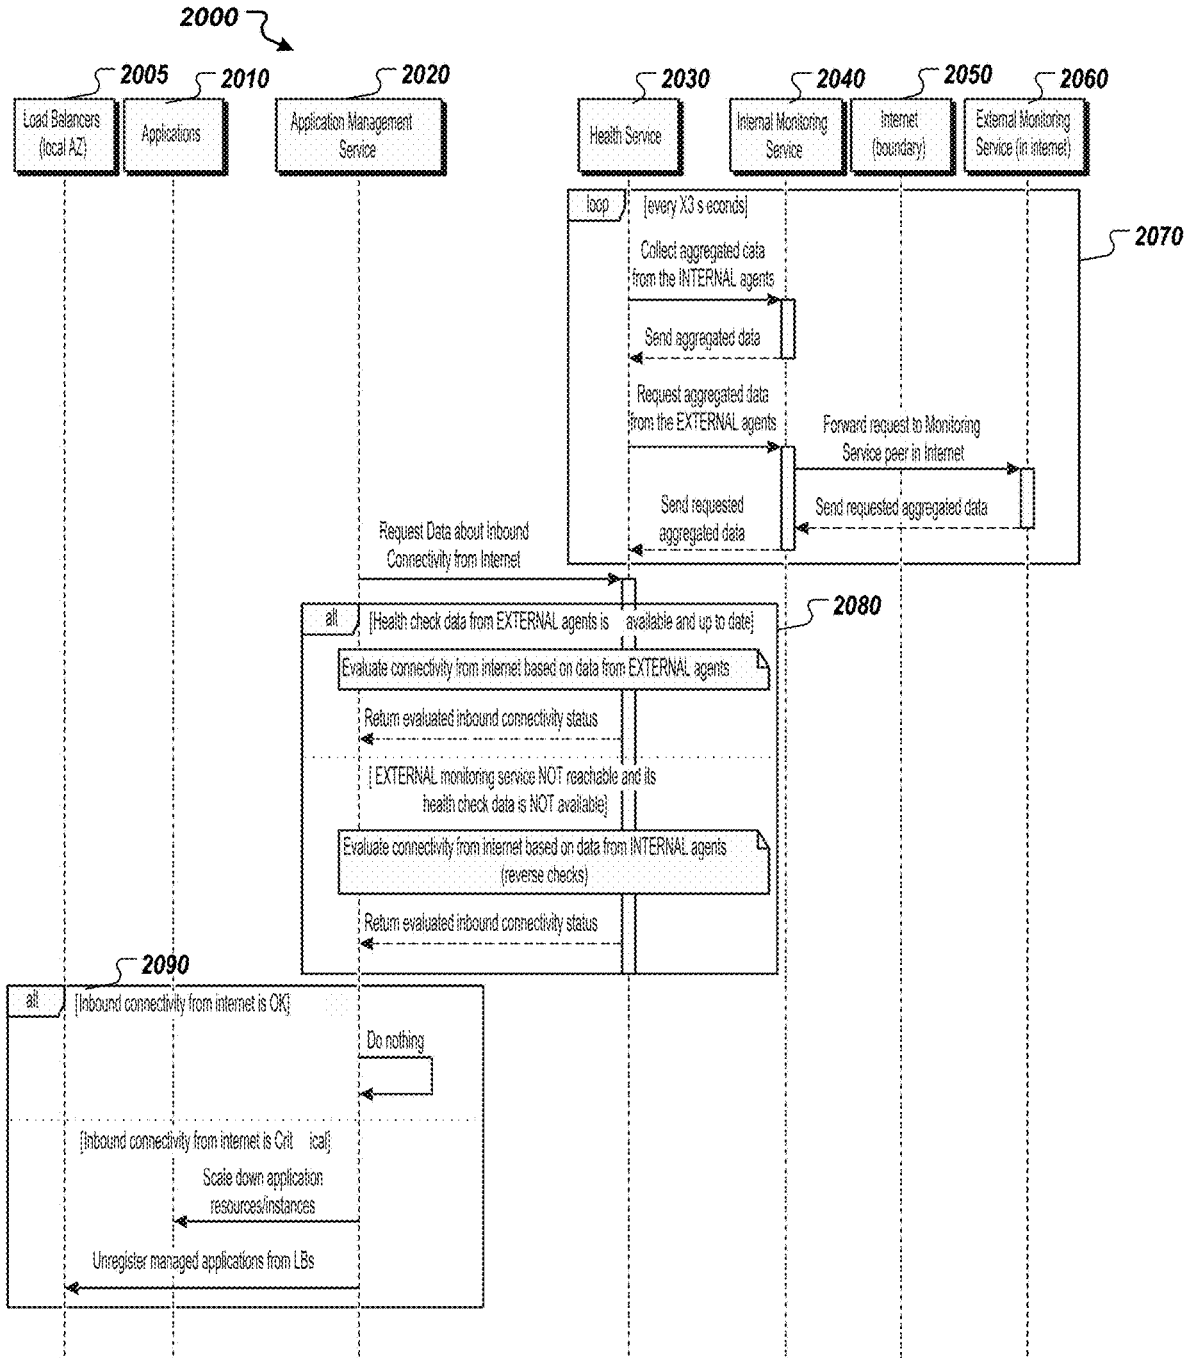 2000
2005
2010
2020
2030
2040
2050
2060
Load Balancers
(local AZ)
Applications
Application Management
Service
Health Service
Internal Monitoring
Service
Internet
(boundary)
External Monitoring
Service (in internet)
loop
[every X3 s econds]
2070
Collect aggregated data
from the INTERNAL agents
Send aggregated data
Request aggregated data
from the EXTERNAL agents
Forward request to Monitoring
Service peer in Internet
Send requested
aggregated data
Send requested aggregated data
Request Data about Inbound
Connectivity from Internet
2080
alt
[Health check data from EXTERNAL agents is available and up to date]
Evaluate connectivity from internet based on data from EXTERNAL agents
Return evaluated inbound connectivity status
[ EXTERNAL monitoring service NOT reachable and its
health check data is NOT available]
Evaluate connectivity from internet based on data from INTERNAL agents
(reverse checks)
Return evaluated inbound connectivity status
2090
alt
[Inbound connectivity from internet is OK]
Do nothing
[Inbound connectivity from internet is Crit ical]
Scale down application
resources/instances
Unregister managed applications from LBs